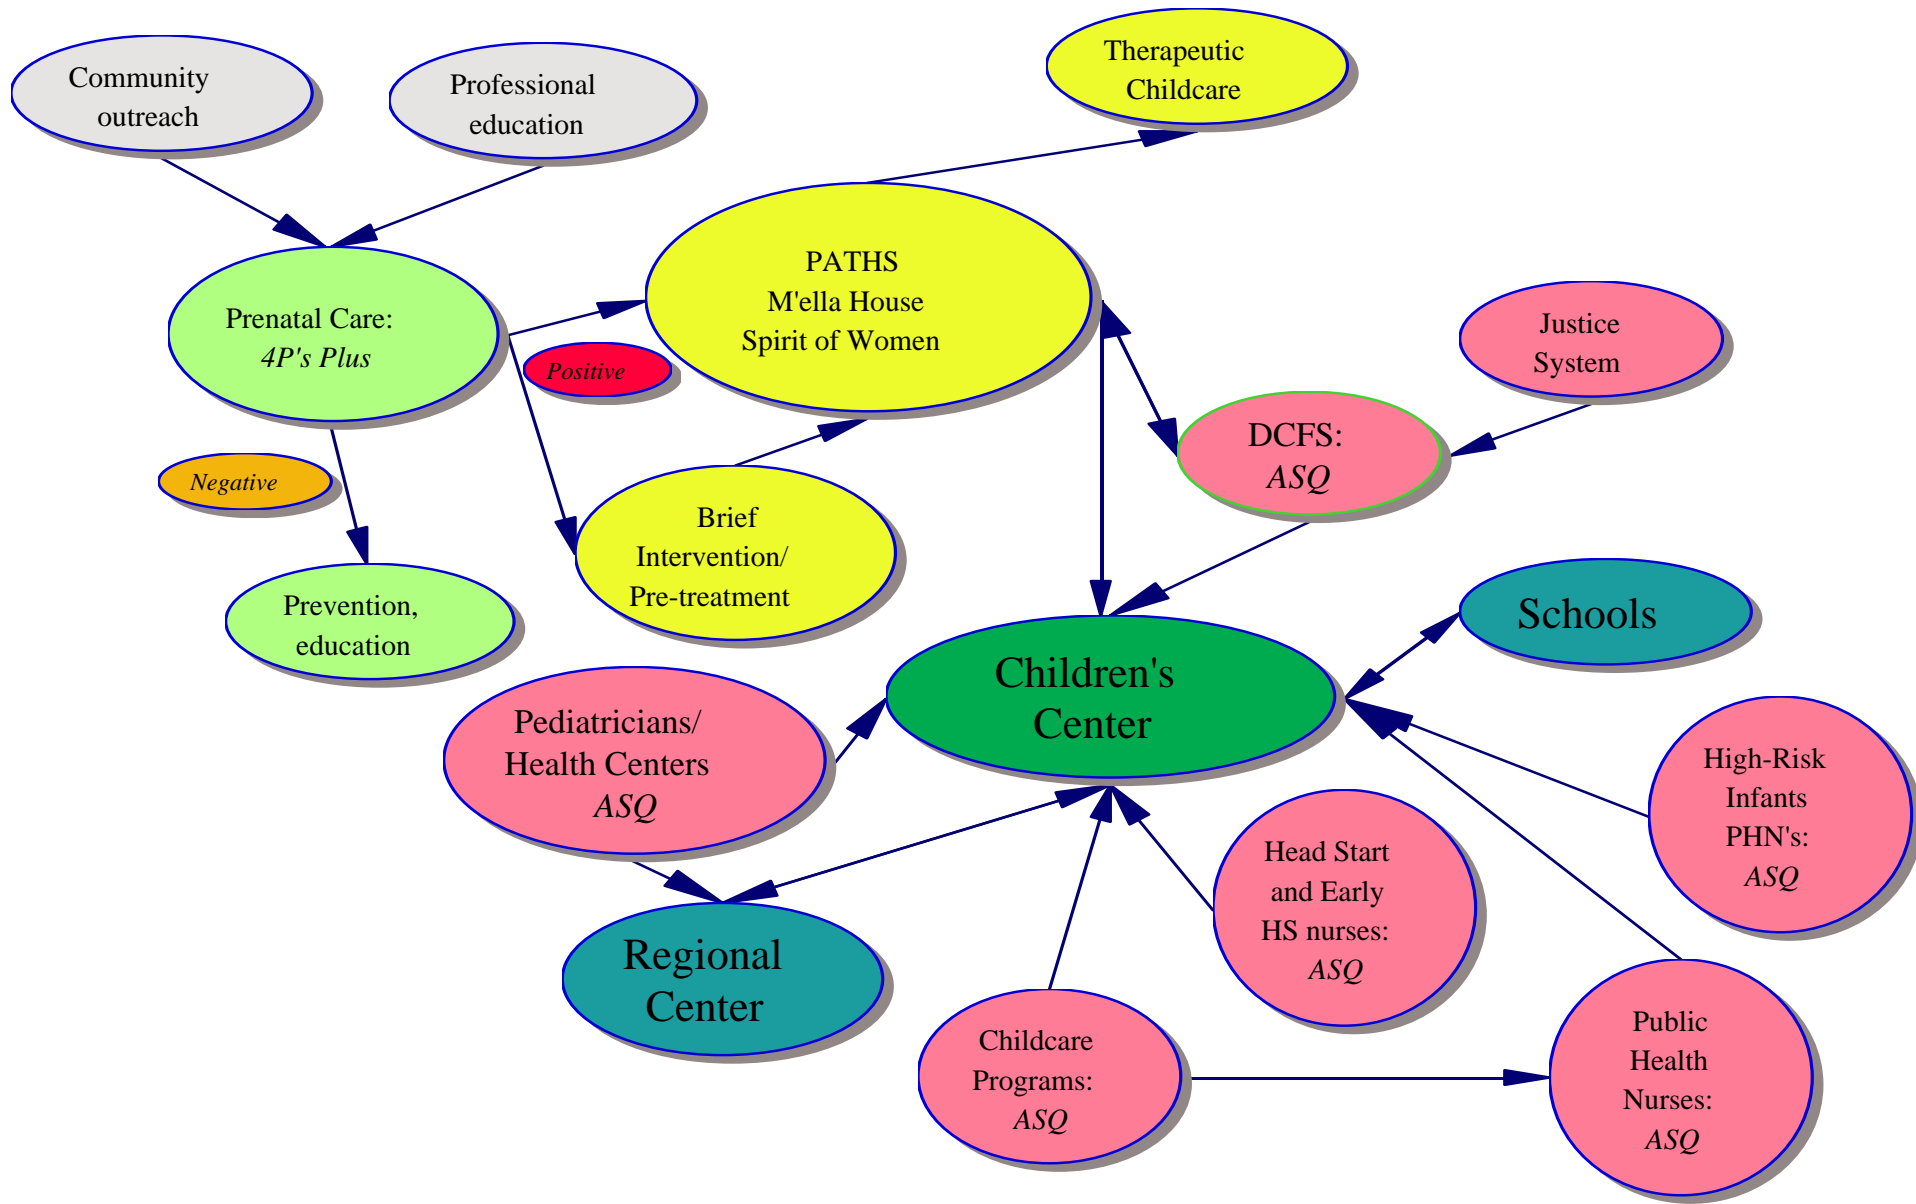 Community
outreach
Professional
education
Therapeutic
Childcare
Prenatal Care:
4P's Plus
PATHS
M'ella House
Spirit of Women
Positive
Justice
System
DCFS:
ASQ
Negative
Brief
Intervention/
Pre-treatment
Prevention,
education
Schools
Children's
Center
Pediatricians/
Health Centers
ASQ
High-Risk
Infants
PHN's:
ASQ
Head Start
and Early
HS nurses:
ASQ
Regional
Center
Childcare
Programs:
ASQ
Public
Health
Nurses:
ASQ